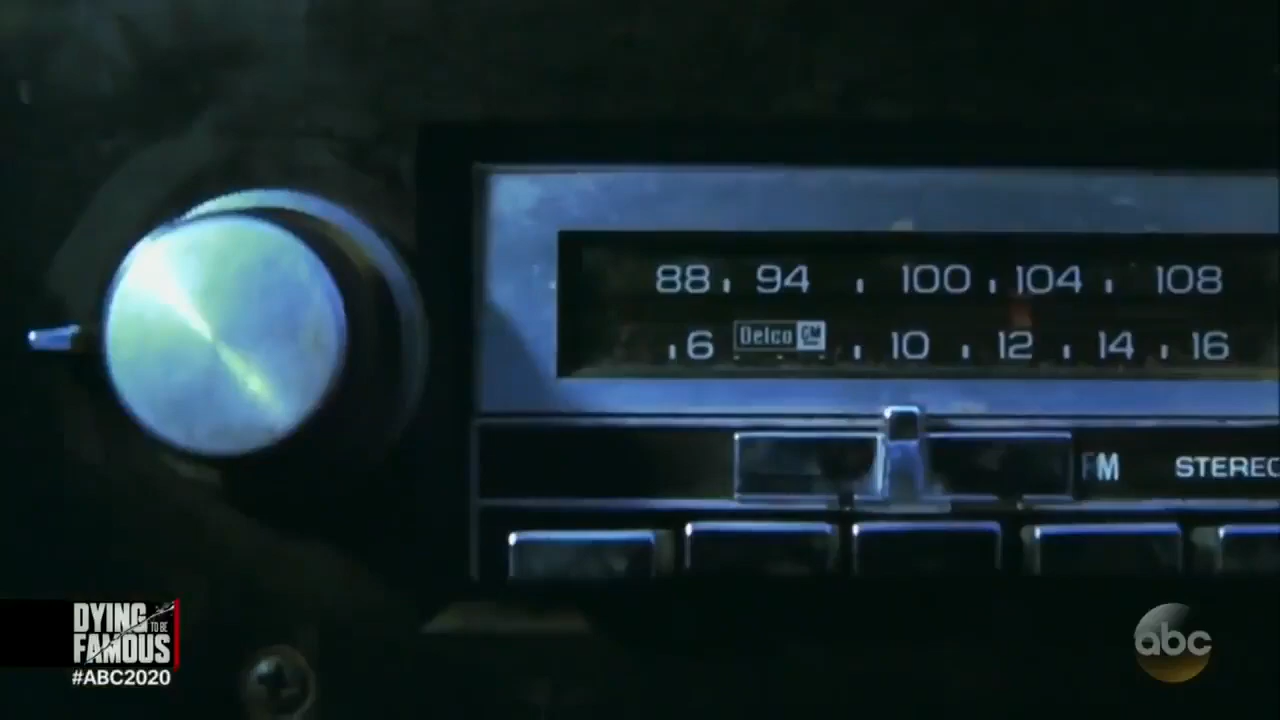 88 94 100 104 108
6 Delco GM 10 12 14 16
FM STEREO
DYING
TO BE
FAMOUS
#ABC2020
abc